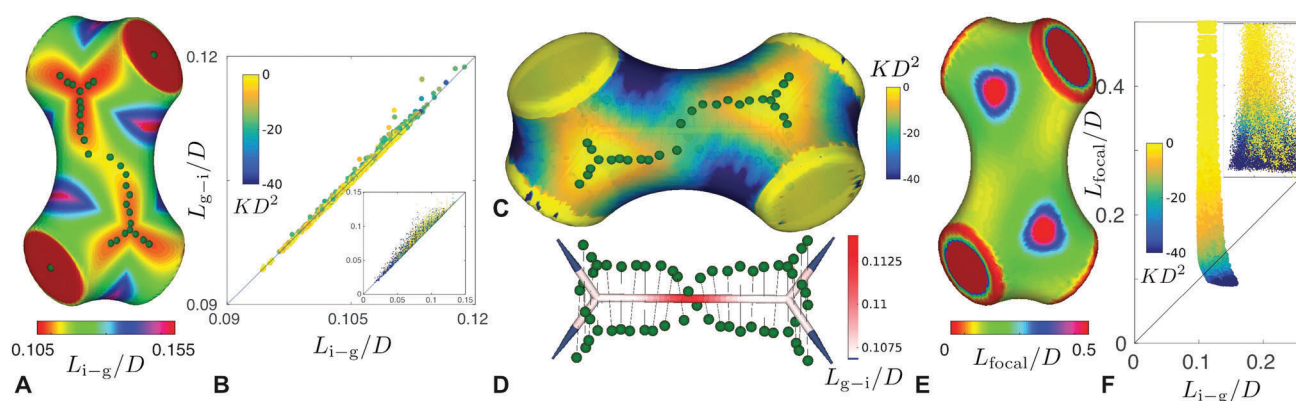 A
0.105
0.155
L_{i-g}/D
B
0.12
L_{g-i}/D
0.09
0.09
0.105
0.12
L_{i-g}/D
0
-20
-40
KD^2
0.15
0.1
0.05
0
0
0.05
0.1
0.15
C
KD^2
0
-20
-40
D
0.1125
0.11
0.1075
L_{g-i}/D
E
0
0.5
L_{focal}/D
F
L_{focal}/D
0.4
0.2
0
0
0.1
0.2
L_{i-g}/D
0
-20
-40
KD^2